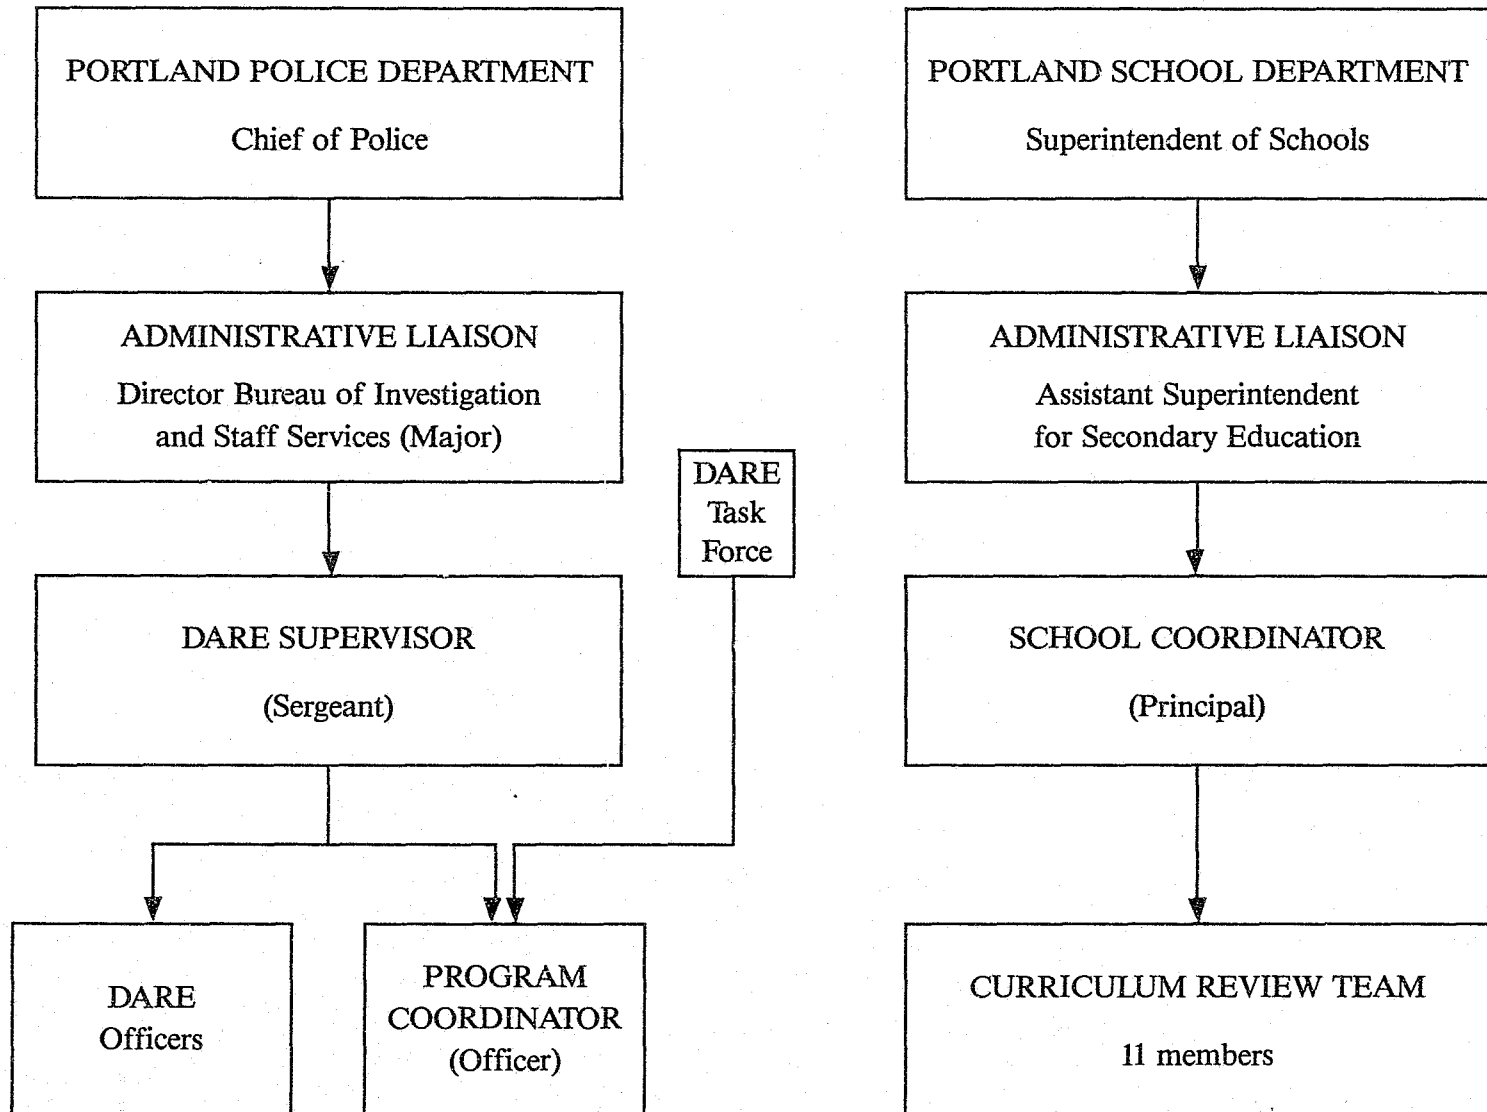 PORTLAND POLICE DEPARTMENT
Chief of Police
PORTLAND SCHOOL DEPARTMENT
Superintendent of Schools
ADMINISTRATIVE LIAISON
Director Bureau of Investigation
and Staff Services (Major)
ADMINISTRATIVE LIAISON
Assistant Superintendent
for Secondary Education
DARE
Task
Force
DARE SUPERVISOR
(Sergeant)
SCHOOL COORDINATOR
(Principal)
DARE
Officers
PROGRAM
COORDINATOR
(Officer)
CURRICULUM REVIEW TEAM
11 members